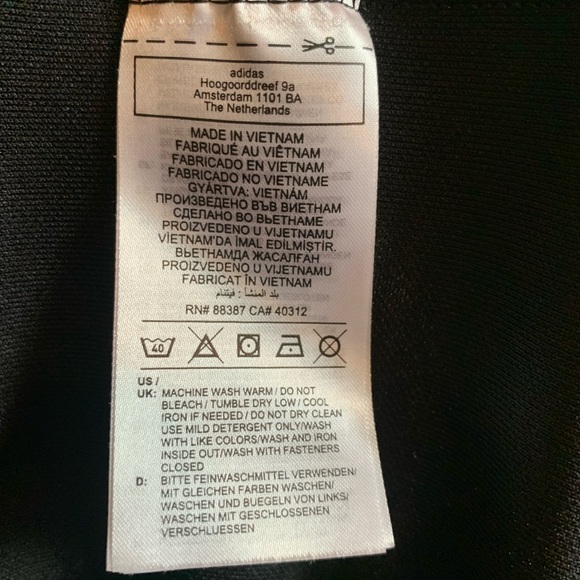 adidas
Hoogoorddreef 9a
Amsterdam 1101 BA
The Netherlands
MADE IN VIETNAM
FABRIQUÉ AU VIÊTNAM
FABRICADO EN VIETNAM
FABRICADO NO VIETNAME
GYÁRTVA: VIETNÁM
ПРОИЗВЕДЕНО ВЪВ ВИЕТНАМ
СДЕЛАНО ВО ВЬЕТНАМЕ
PROIZVEDENO U VIJETNAMU
VİETNAM'DA İMAL EDİLMİŞTİR.
ВЬЕТНАМДА ЖАСАЛҒАН
PROIZVEDENO U VIJETNAMU
FABRICAT ÎN VIETNAM
بلد المنشأ : فيتنام
RN# 88387 CA# 40312
40
US /
UK: MACHINE WASH WARM / DO NOT
BLEACH / TUMBLE DRY LOW / COOL
IRON IF NEEDED / DO NOT DRY CLEAN
USE MILD DETERGENT ONLY/WASH
WITH LIKE COLORS/WASH AND IRON
INSIDE OUT/WASH WITH FASTENERS
CLOSED
D: BITTE FEINWASCHMITTEL VERWENDEN/
MIT GLEICHEN FARBEN WASCHEN/
WASCHEN UND BUEGELN VON LINKS/
WASCHEN MIT GESCHLOSSENEN
VERSCHLUESSEN